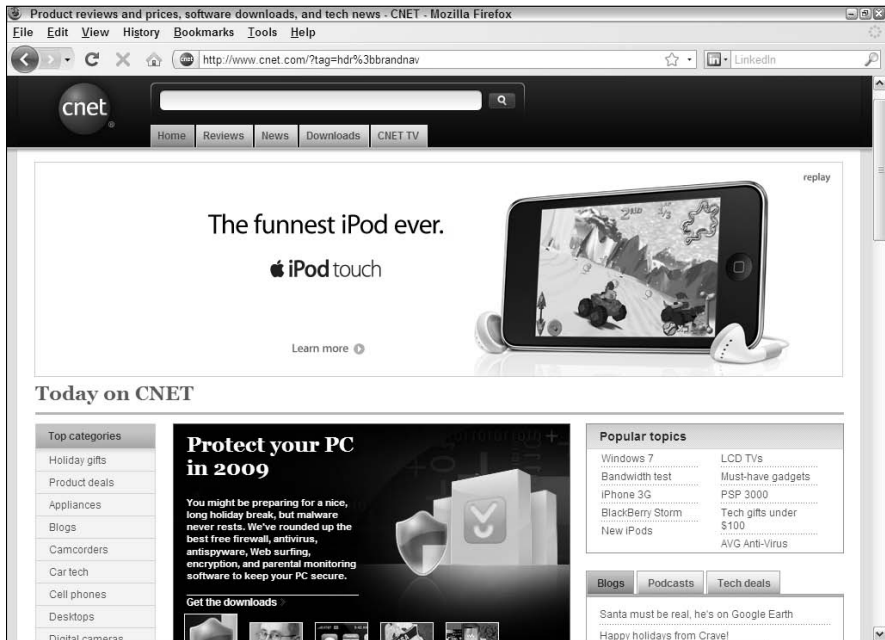 Product reviews and prices, software downloads, and tech news - CNET - Mozilla Firefox
File Edit View History Bookmarks Tools Help
cnet http://www.cnet.com/?tag=hdr%3bbrandnav in LinkedIn
cnet
Home Reviews News Downloads CNET TV
replay
The funnest iPod ever.
iPod touch
Learn more
Today on CNET
Top categories
Holiday gifts
Product deals
Appliances
Blogs
Camcorders
Car tech
Cell phones
Desktops
Digital cameras
Protect your PC
in 2009
You might be preparing for a nice,
long holiday break, but malware
never rests. We've rounded up the
best free firewall, antivirus,
antispyware, Web surfing,
encryption, and parental monitoring
software to keep your PC secure.
Get the downloads
Popular topics
Windows 7
Bandwidth test
iPhone 3G
BlackBerry Storm
New iPods
LCD TVs
Must-have gadgets
PSP 3000
Tech gifts under
$100
AVG Anti-Virus
Blogs Podcasts Tech deals
Santa must be real, he's on Google Earth
Happy holidays from Crave!